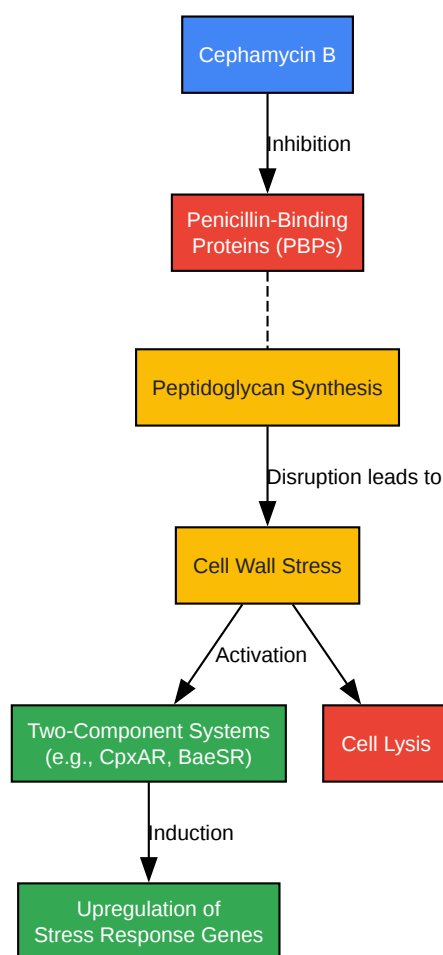 Cephamycin B
Inhibition
Penicillin-Binding
Proteins (PBPs)
Peptidoglycan Synthesis
Disruption leads to
Cell Wall Stress
Activation
Two-Component Systems
(e.g., CpxAR, BaeSR)
Cell Lysis
Induction
Upregulation of
Stress Response Genes